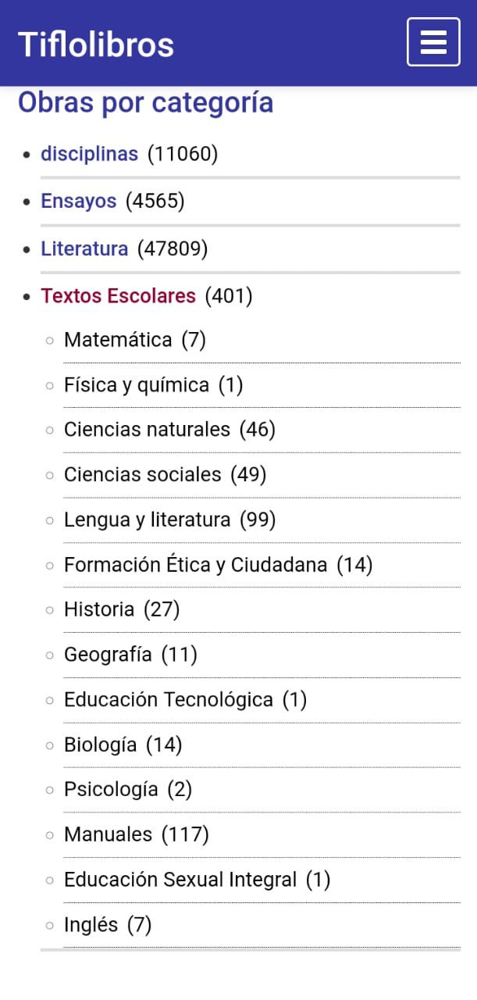 Tiflolibros
Obras por categoría
disciplinas (11060)
Ensayos (4565)
Literatura (47809)
Textos Escolares (401)
Matemática (7)
Física y química (1)
Ciencias naturales (46)
Ciencias sociales (49)
Lengua y literatura (99)
Formación Ética y Ciudadana (14)
Historia (27)
Geografía (11)
Educación Tecnológica (1)
Biología (14)
Psicología (2)
Manuales (117)
Educación Sexual Integral (1)
Inglés (7)